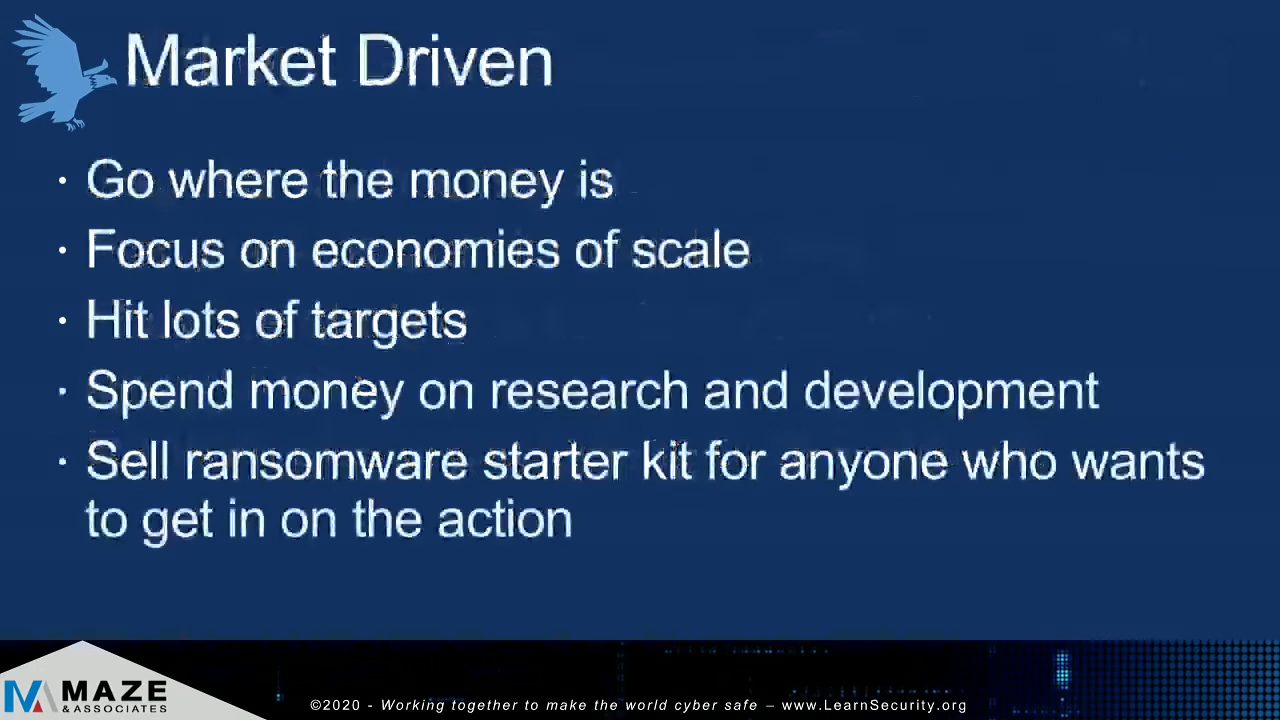 Market Driven
· Go where the money is
· Focus on economies of scale
· Hit lots of targets
· Spend money on research and development
· Sell ransomware starter kit for anyone who wants
to get in on the action
MAZE
& ASSOCIATES
©2020 - Working together to make the world cyber safe – www.LearnSecurity.org